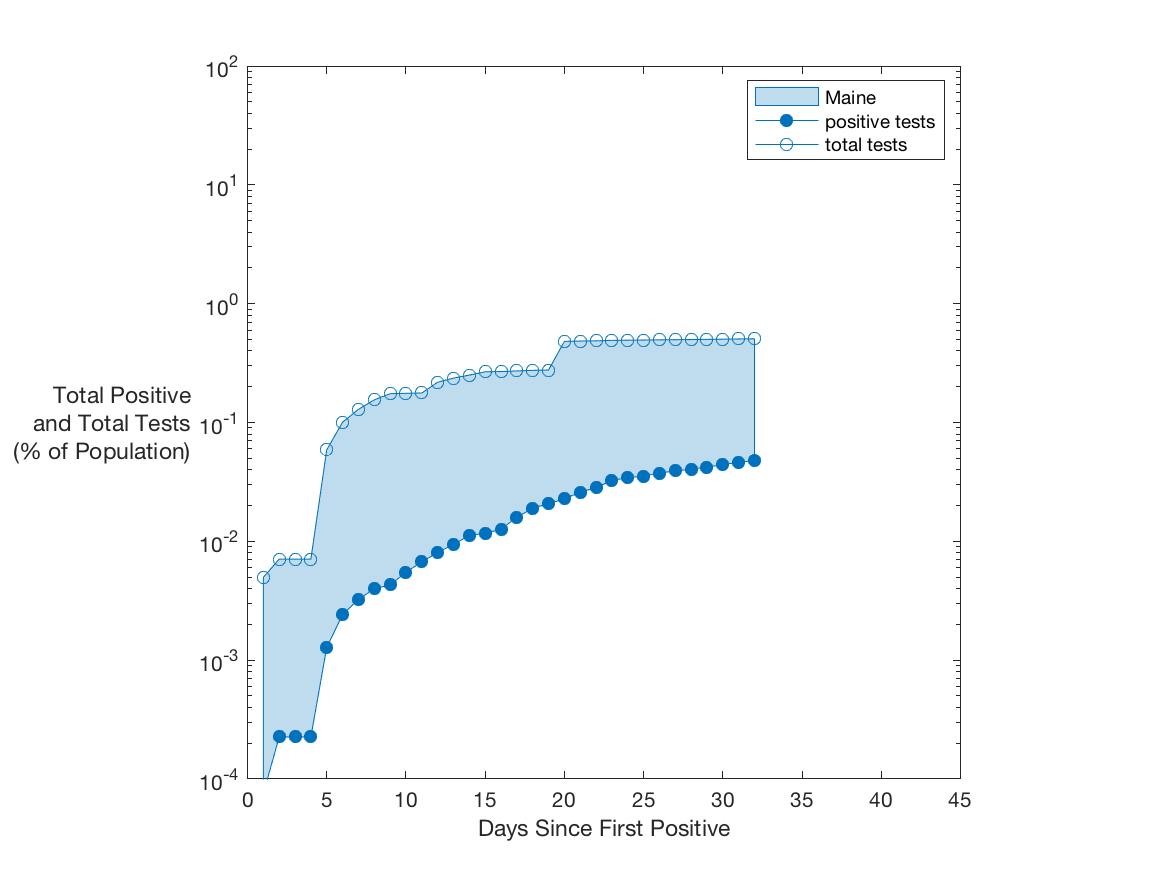 10^2
10^1
10^0
10^-1
10^-2
10^-3
10^-4
Total Positive
and Total Tests
(% of Population)
Maine
positive tests
total tests
0 5 10 15 20 25 30 35 40 45
Days Since First Positive